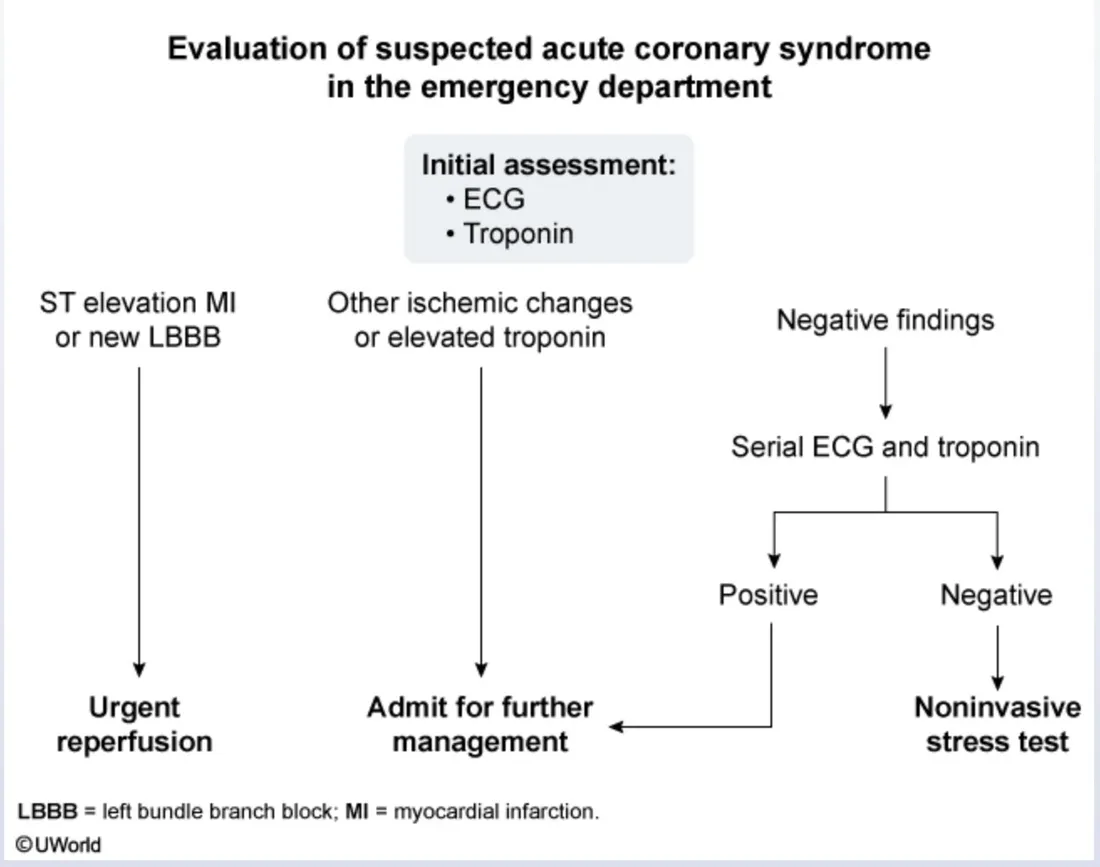 Evaluation of suspected acute coronary syndrome
in the emergency department
Initial assessment:
• ECG
• Troponin
ST elevation MI
or new LBBB
Other ischemic changes
or elevated troponin
Negative findings
Serial ECG and troponin
Positive
Negative
Urgent
reperfusion
Admit for further
management
Noninvasive
stress test
LBBB = left bundle branch block; MI = myocardial infarction.
©UWorld